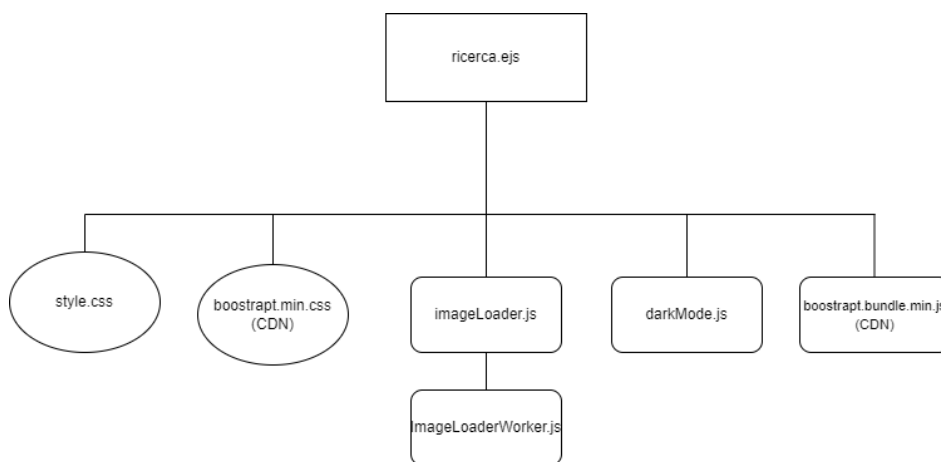 ricerca.ejs
style.css
boostrapt.min.css
(CDN)
imageLoader.js
darkMode.js
boostrapt.bundle.min.js
(CDN)
ImageLoaderWorker.js